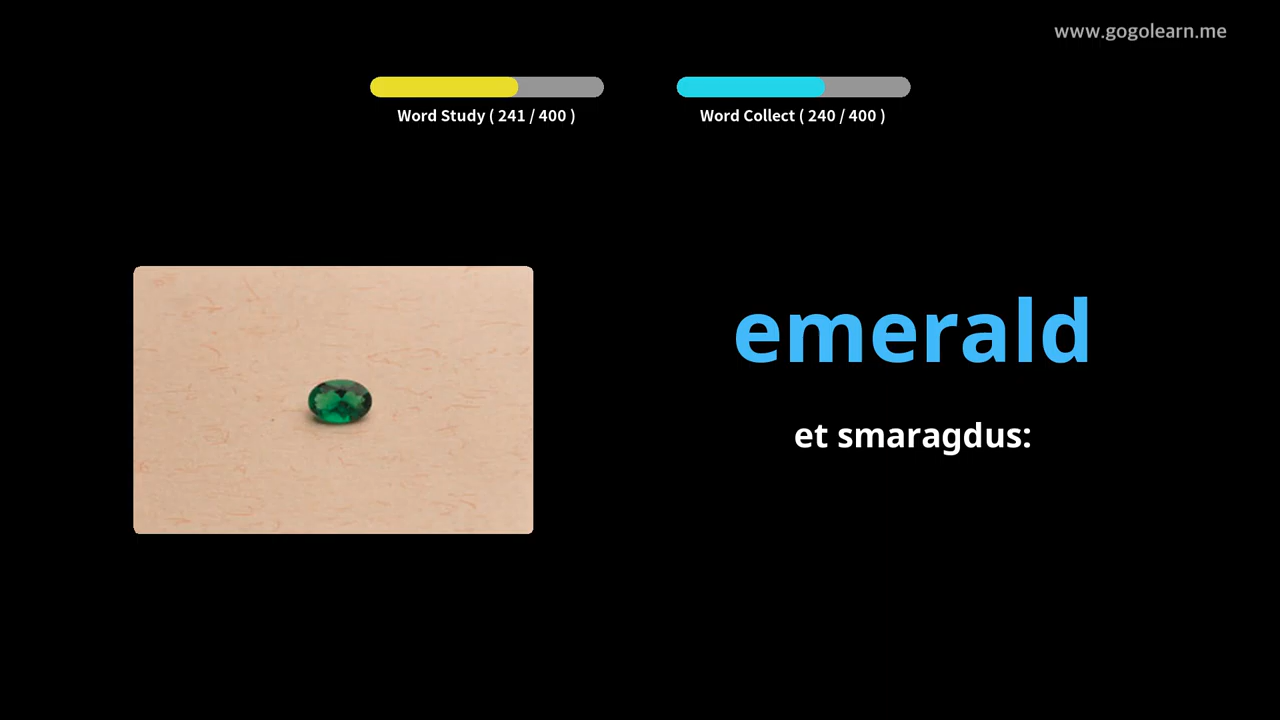 www.gogolearn.me
Word Study ( 241 / 400 )
Word Collect ( 240 / 400 )
emerald
et smaragdus: